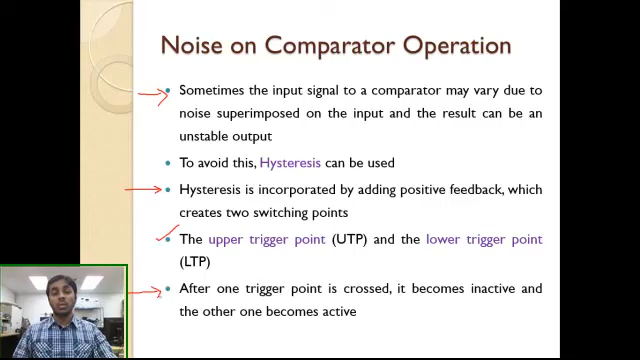 Noise on Comparator Operation
Sometimes the input signal to a comparator may vary due to
noise superimposed on the input and the result can be an
unstable output
To avoid this, Hysteresis can be used
Hysteresis is incorporated by adding positive feedback, which
creates two switching points
The upper trigger point (UTP) and the lower trigger point
(LTP)
After one trigger point is crossed, it becomes inactive and
the other one becomes active